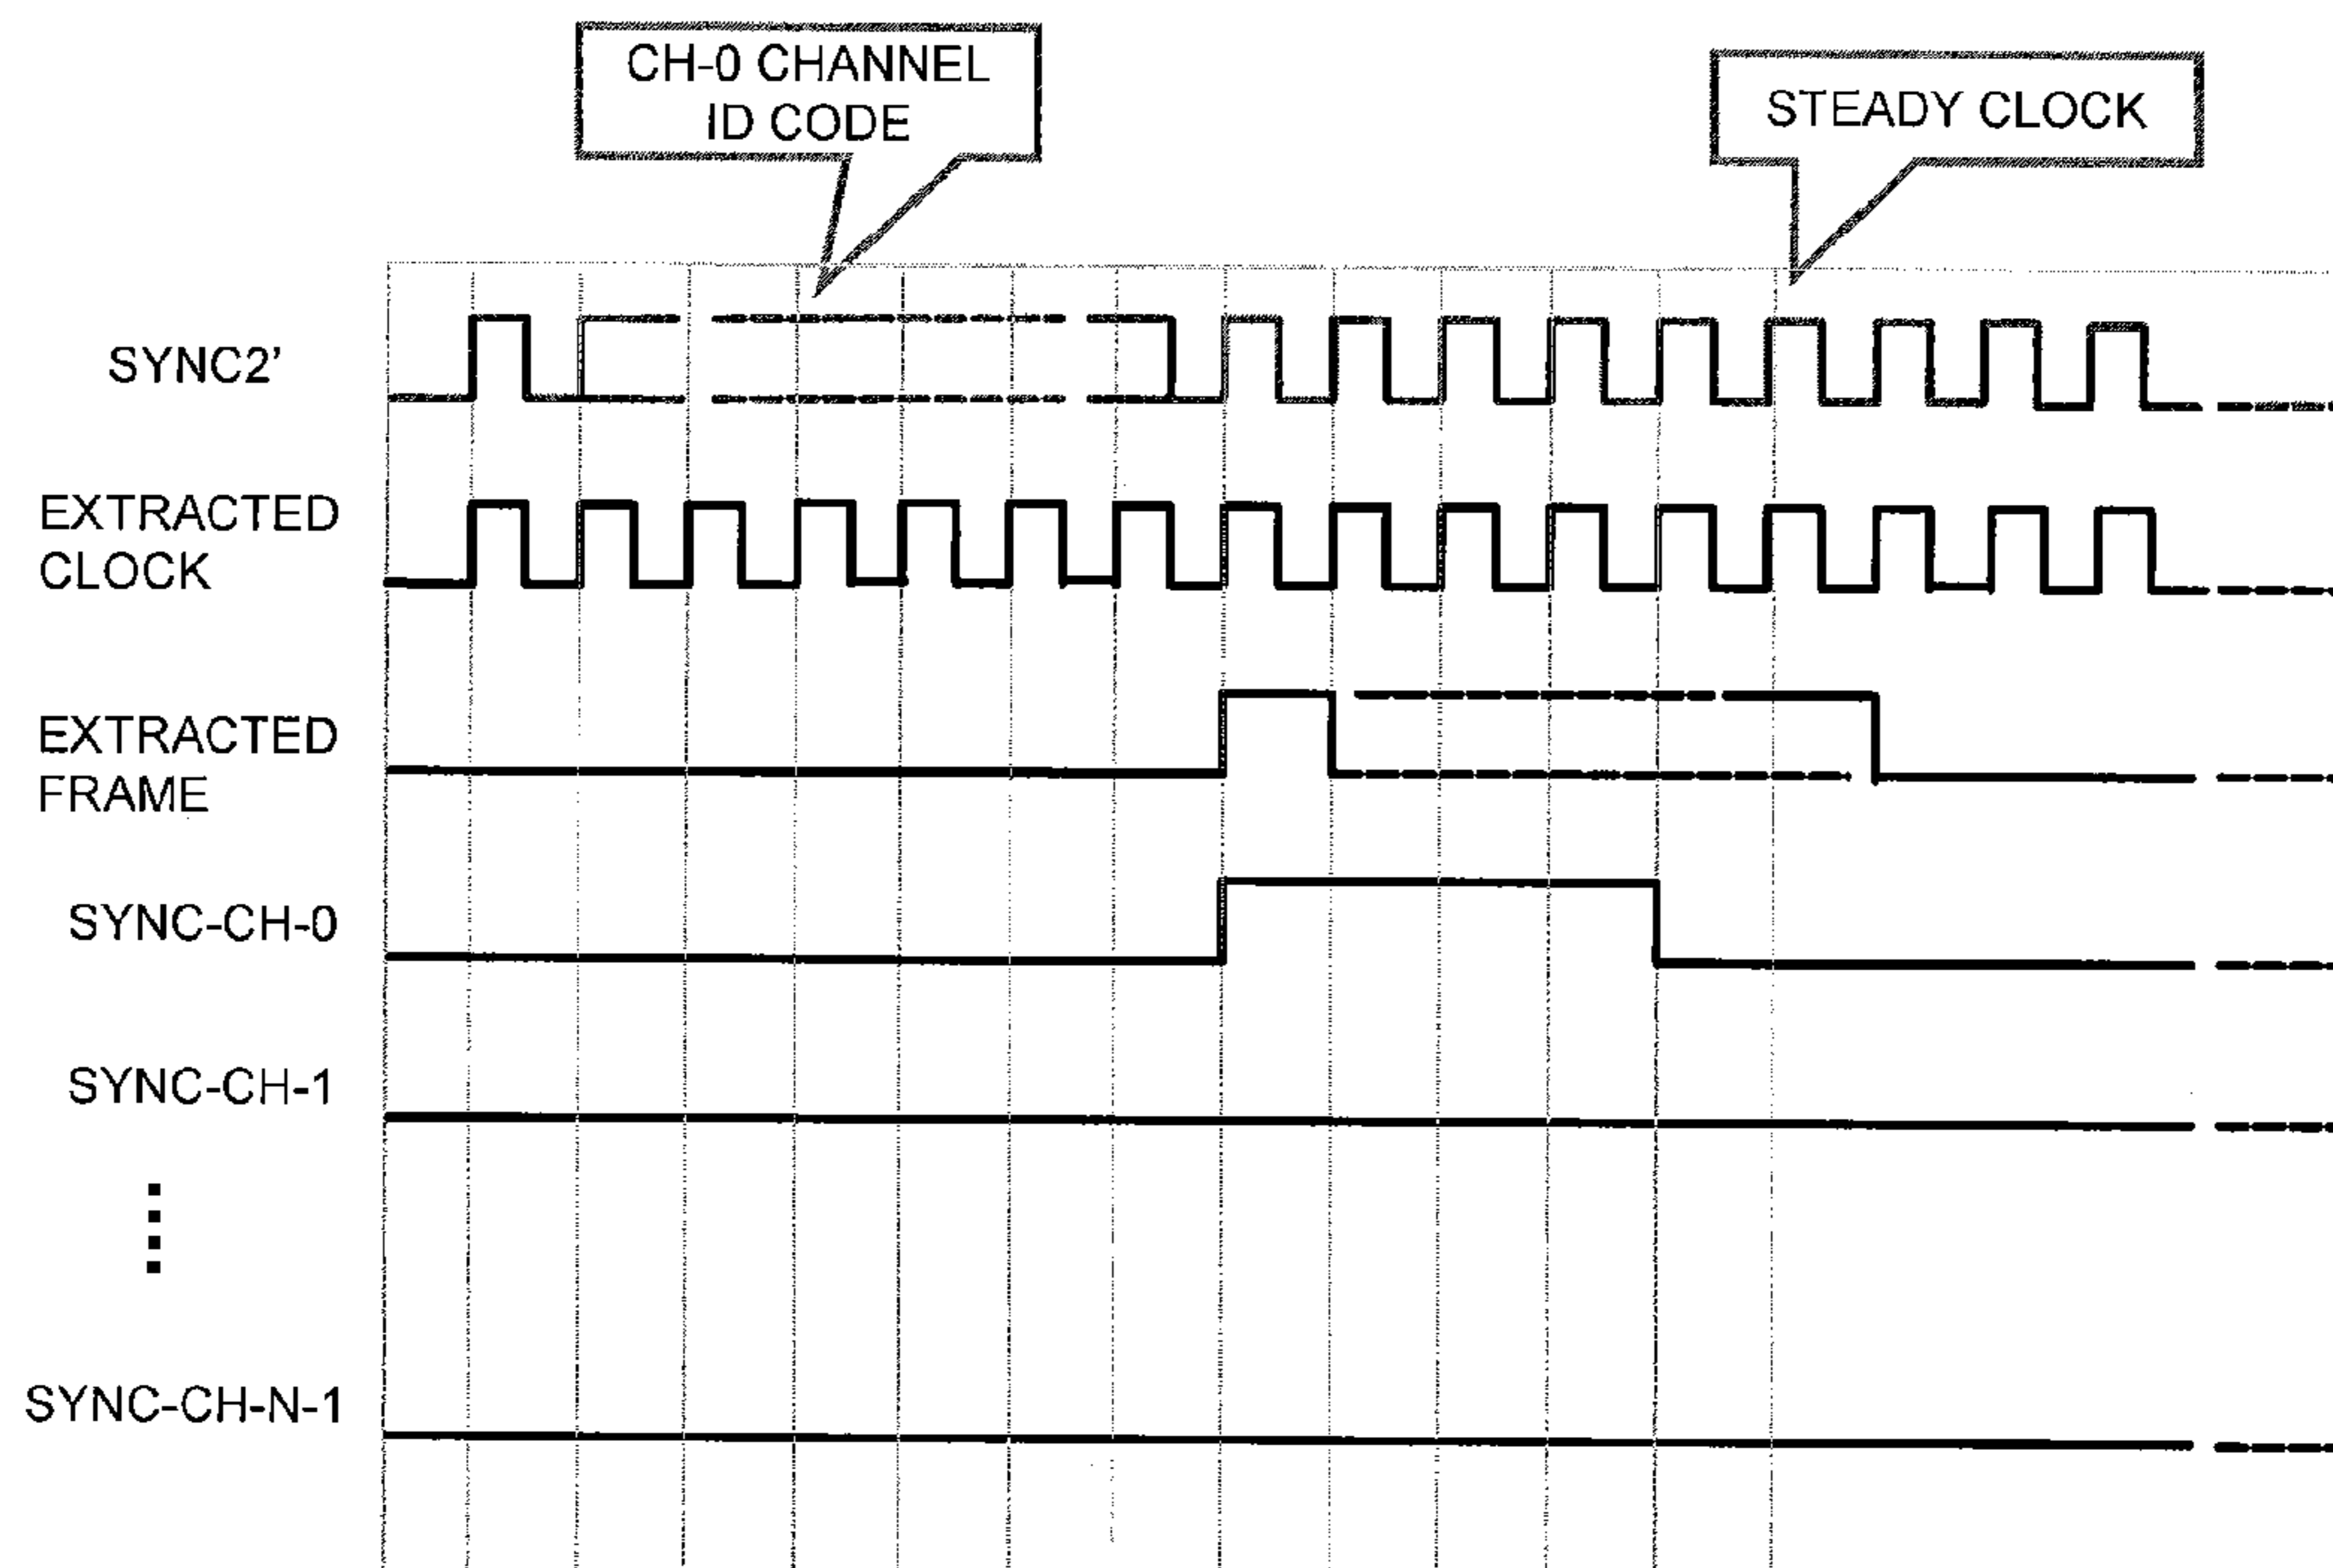 CH-0 CHANNEL
ID CODE
STEADY CLOCK
SYNC2'
EXTRACTED
CLOCK
EXTRACTED
FRAME
SYNC-CH-0
SYNC-CH-1
SYNC-CH-N-1